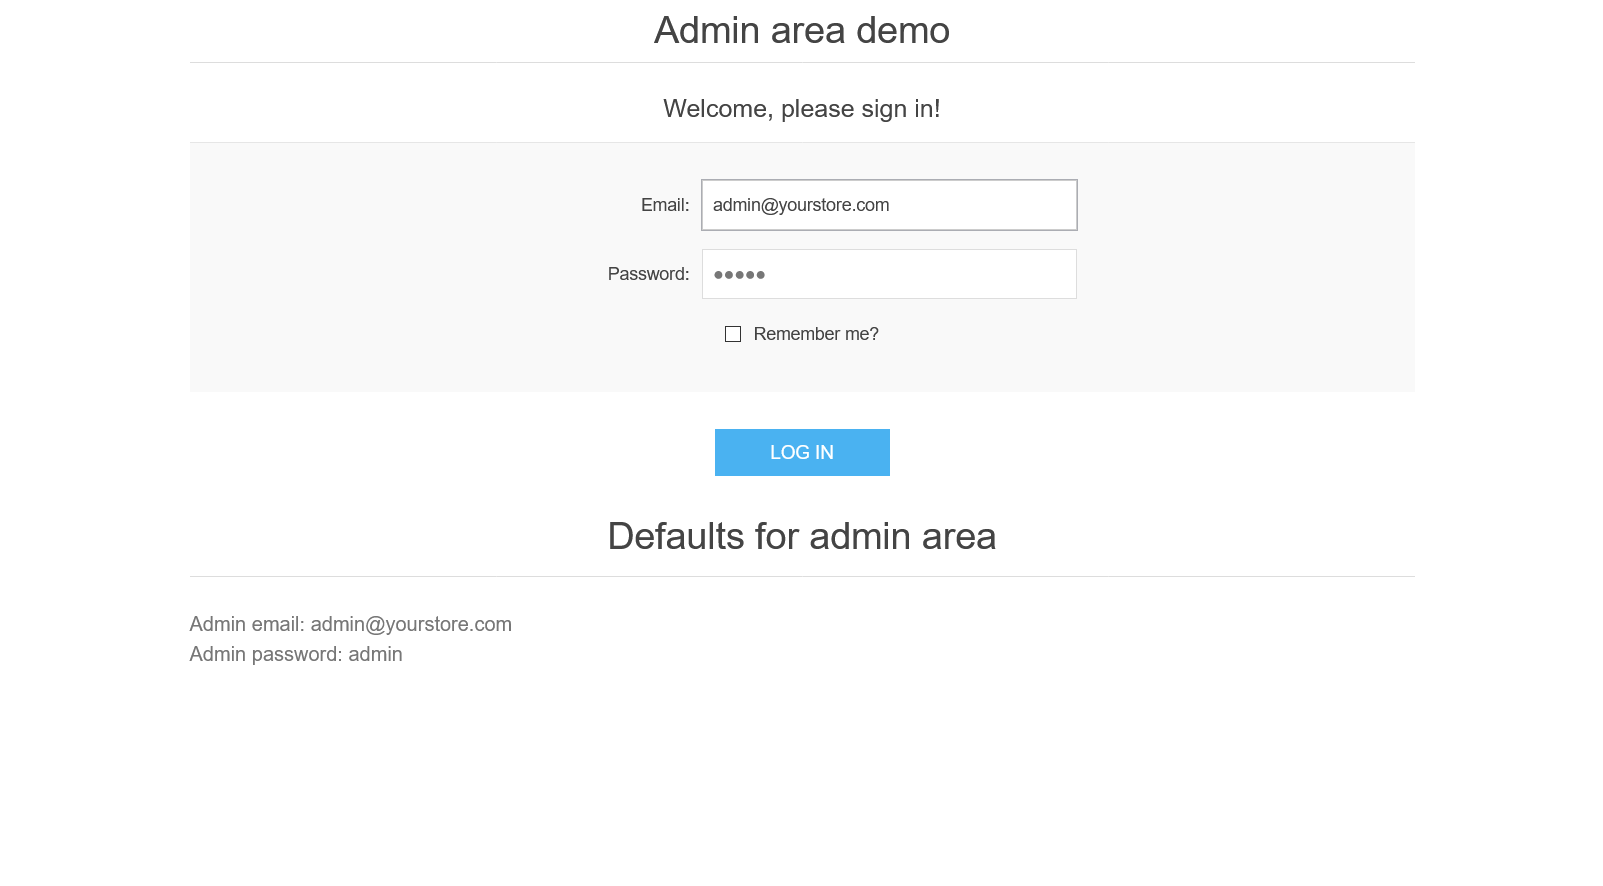 Admin area demo
Welcome, please sign in!
Email: admin@yourstore.com
Password: •••••
Remember me?
LOG IN
Defaults for admin area
Admin email: admin@yourstore.com
Admin password: admin